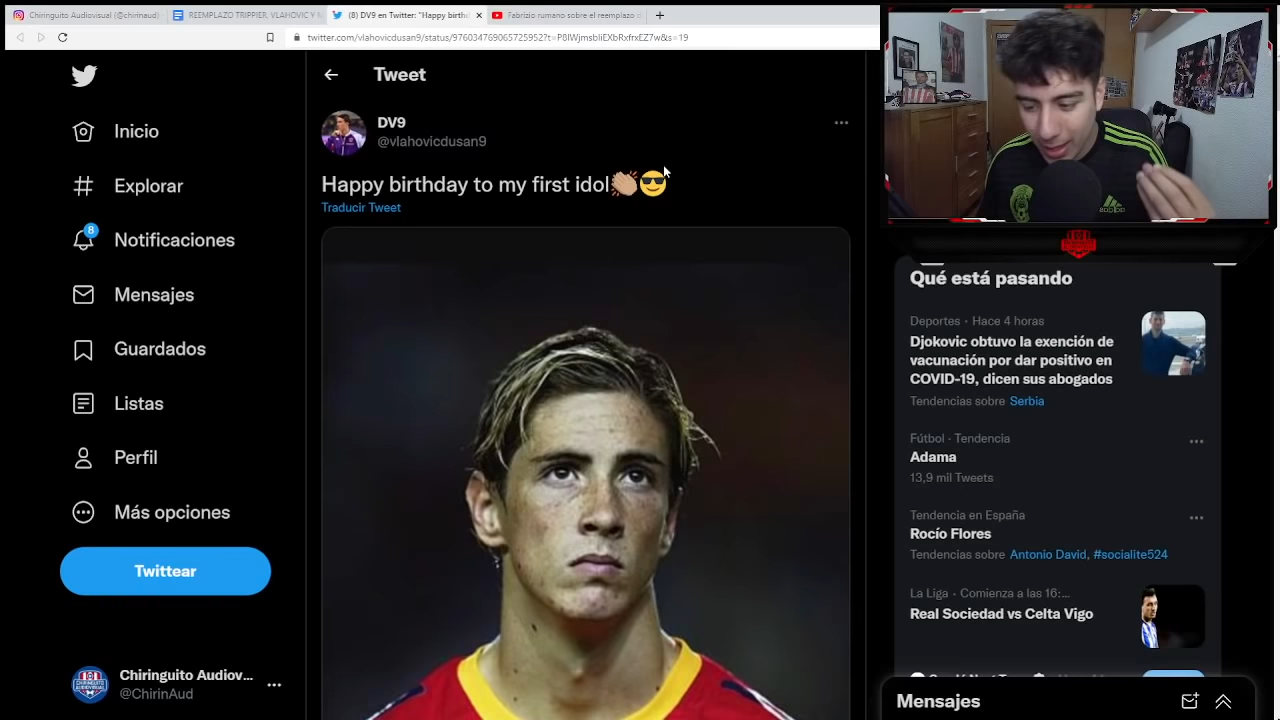 Chiringuito Audiovisual (@chirinaud)
REEMPLAZO TRIPPIER, VLAHOVIC Y
(8) DV9 en Twitter: "Happy birthd
Fabrizio rumano sobre el reemplazo d
twitter.com/vlahovicdusan9/status/976034769065725952?t=P8lWjmsbliEXbRxfrxEZ7w&s=19
Inicio
Explorar
8
Notificaciones
Mensajes
Guardados
Listas
Perfil
Más opciones
Twittear
Chiringuito Audiov...
@ChirinAud
Tweet
DV9
@vlahovicdusan9
Happy birthday to my first idol👏🏼😎
Traducir Tweet
adidas
Qué está pasando
Deportes · Hace 4 horas
Djokovic obtuvo la exención de
vacunación por dar positivo en
COVID-19, dicen sus abogados
Tendencias sobre Serbia
Fútbol · Tendencia
Adama
13,9 mil Tweets
Tendencia en España
Rocío Flores
Tendencias sobre Antonio David, #socialite524
La Liga · Comienza a las 16:...
Real Sociedad vs Celta Vigo
Mensajes